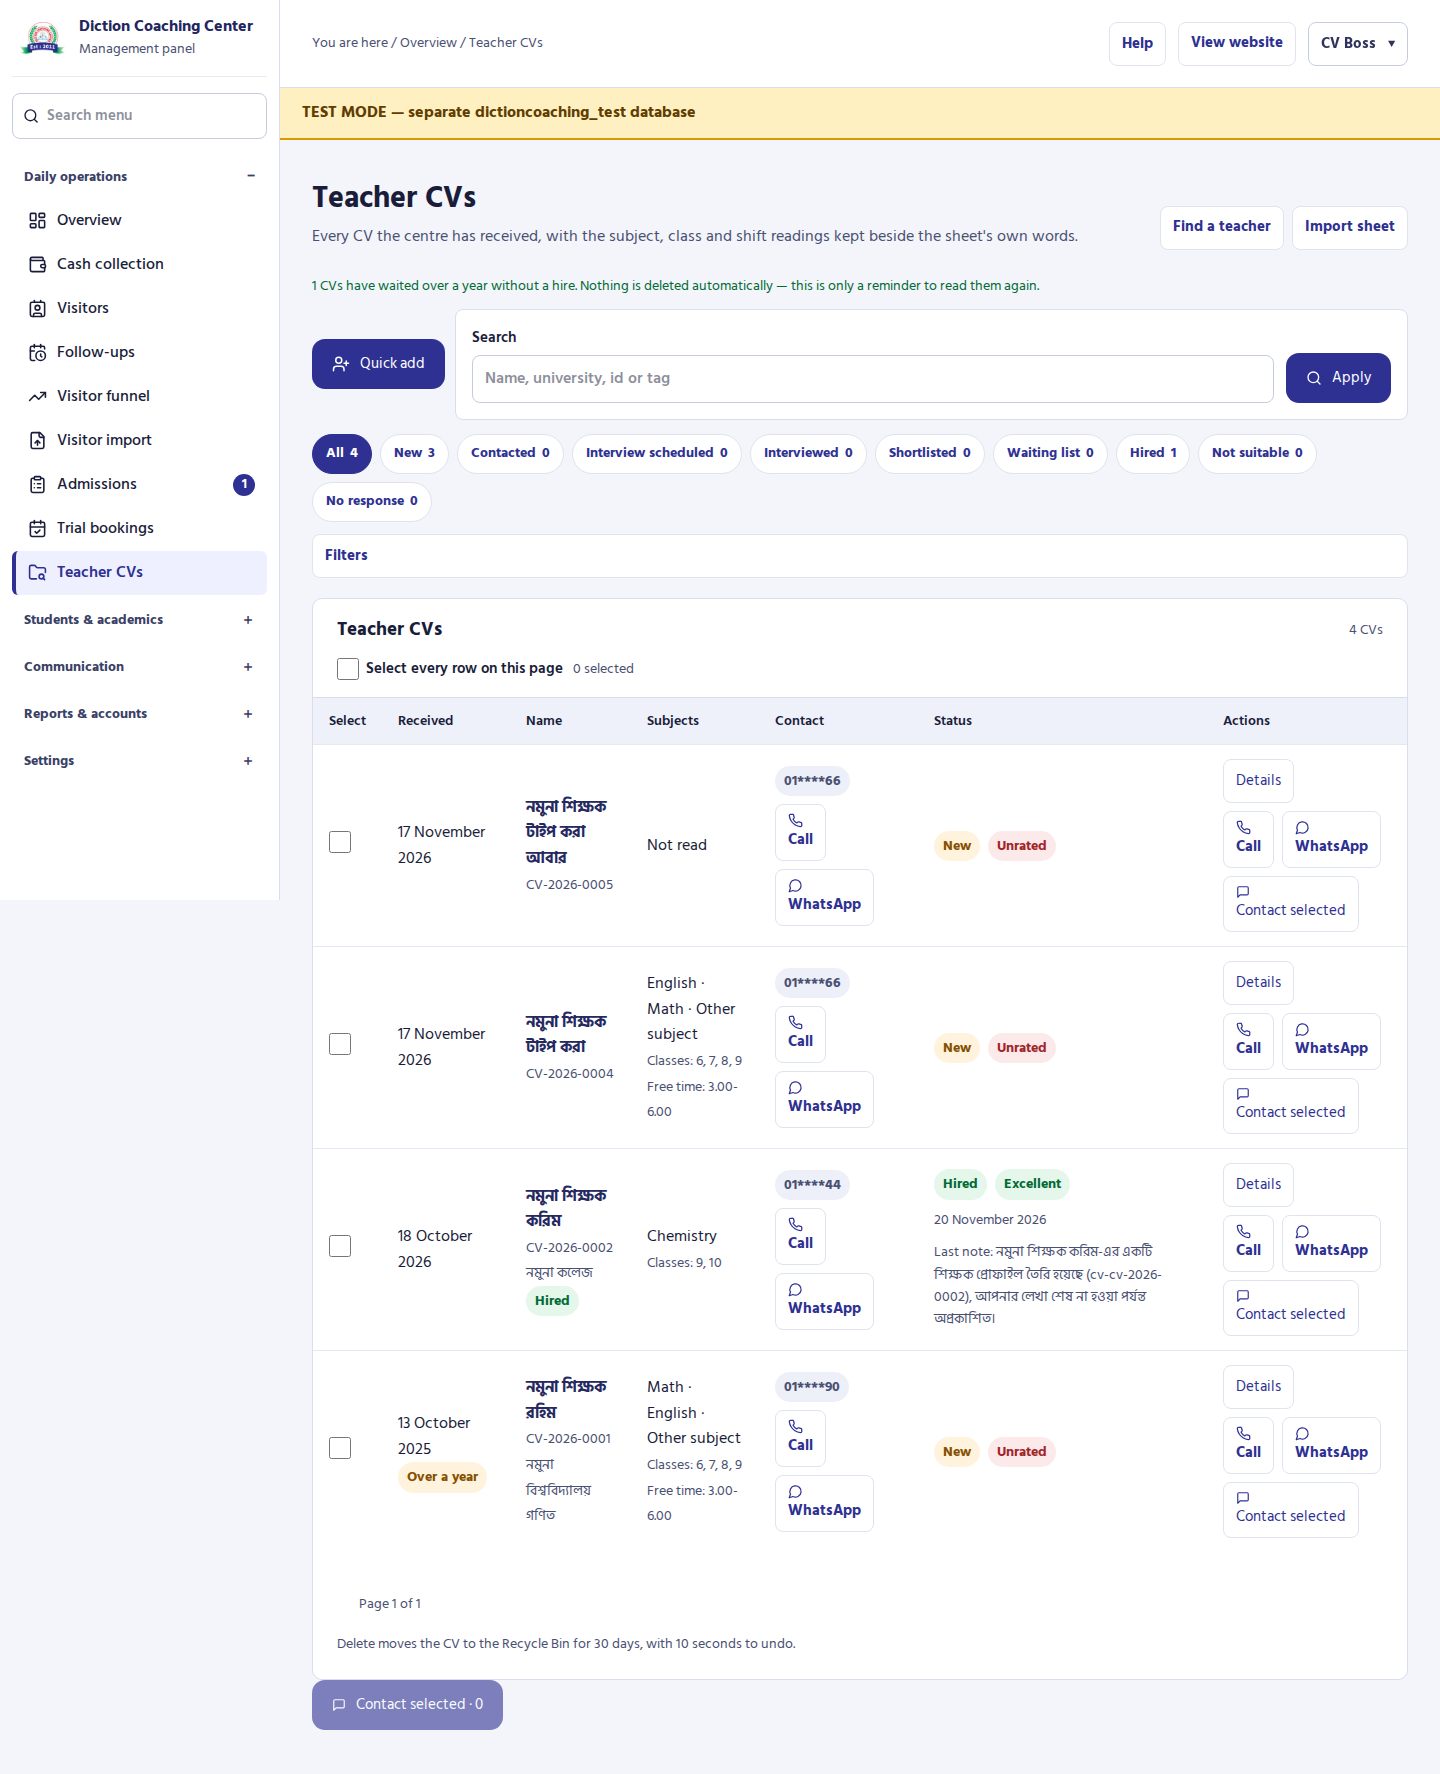 Diction Coaching Center
Management panel
Est : 2011
Search menu
Daily operations −
Overview
Cash collection
Visitors
Follow-ups
Visitor funnel
Visitor import
Admissions 1
Trial bookings
Teacher CVs
Students & academics +
Communication +
Reports & accounts +
Settings +
You are here / Overview / Teacher CVs
Help
View website
CV Boss ▾
TEST MODE — separate dictioncoaching_test database
Teacher CVs
Every CV the centre has received, with the subject, class and shift readings kept beside the sheet's own words.
Find a teacher
Import sheet
1 CVs have waited over a year without a hire. Nothing is deleted automatically — this is only a reminder to read them again.
Quick add
Search
Name, university, id or tag
Apply
All 4
New 3
Contacted 0
Interview scheduled 0
Interviewed 0
Shortlisted 0
Waiting list 0
Hired 1
Not suitable 0
No response 0
Filters
Teacher CVs
4 CVs
Select every row on this page 0 selected
Select Received Name Subjects Contact Status Actions
17 November
2026
নমুনা শিক্ষক
টাইপ করা
আবার
CV-2026-0005
Not read
01****66
Call
WhatsApp
New Unrated
Details
Call WhatsApp
Contact selected
17 November
2026
নমুনা শিক্ষক
টাইপ করা
CV-2026-0004
English ·
Math · Other
subject
Classes: 6, 7, 8, 9
Free time: 3.00-
6.00
01****66
Call
WhatsApp
New Unrated
Details
Call WhatsApp
Contact selected
18 October
2026
নমুনা শিক্ষক
করিম
CV-2026-0002
নমুনা কলেজ
Hired
Chemistry
Classes: 9, 10
01****44
Call
WhatsApp
Hired Excellent
20 November 2026
Last note: নমুনা শিক্ষক করিম-এর একটি
শিক্ষক প্রোফাইল তৈরি হয়েছে (cv-cv-2026-
0002), আপনার লেখা শেষ না হওয়া পর্যন্ত
অপ্রকাশিত।
Details
Call WhatsApp
Contact selected
13 October
2025
Over a year
নমুনা শিক্ষক
রহিম
CV-2026-0001
নমুনা
বিশ্ববিদ্যালয়
গণিত
Math ·
English ·
Other subject
Classes: 6, 7, 8, 9
Free time: 3.00-
6.00
01****90
Call
WhatsApp
New Unrated
Details
Call WhatsApp
Contact selected
Page 1 of 1
Delete moves the CV to the Recycle Bin for 30 days, with 10 seconds to undo.
Contact selected · 0